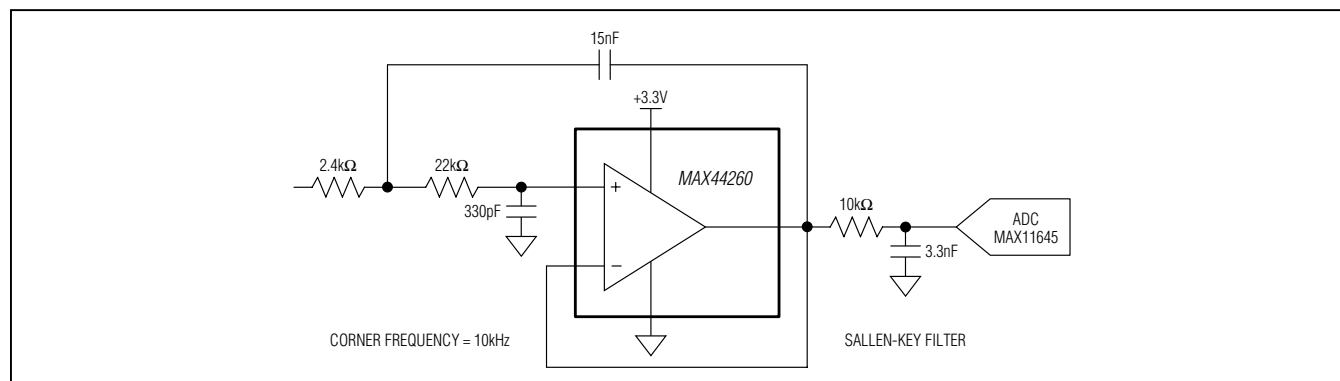 15nF
+3.3V
2.4kΩ
22kΩ
MAX44260
+
330pF
10kΩ
ADC
MAX11645
3.3nF
−
CORNER FREQUENCY = 10kHz
SALLEN-KEY FILTER